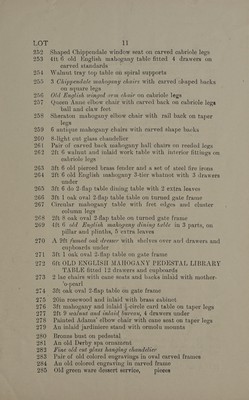 LOT 11
252 Shaped Chippendale window seat on carved cabriole legs
253 4ft 6 old English mahogany table fitted 4 drawers on
carved standards
254 Walnut tray top table on spiral supports
255 3 Chippendale mahogany chairs with carved shaped backs
on square legs
256 Old English winged arm chair on cabriole legs
257 Queen Anne elbow chair with carved back on cabriole legs
ball and claw feet
258 Sheraton mahogany elbow chair with rail back on taper
legs
259 6 antique mahogany chairs with carved shape backs
260 8-light cut glass chandelier
261 Pair of carved back mahogany hall chairs on reeded legs
262 2ft 6 walnut and inlaid work table with interior fittings on
cabriole legs
263 3ft 6 old pierced brass fender and a set of steel fire irons
264 2ft 6 old English mahogany 3-tier whatnot with 3 drawers
under
265 3ft 6 do 2-flap table dining table with 2 extra leaves
266 3ft 1 oak oval 2-flap table table on turned gate frame
267 Circular mahogany table with fret edges and cluster
column legs
268 2ft 8 oak oval 2-flap table on turned gate frame
269 4ft 6 old English mahogany dining table in 3 parts, on
pillar and plinths, 3 extra leaves
270 A 9ft fumed oak dresser with shelves over and drawers and
cupboards under
271 3ft 1 oak oval 2-flap table on gate frame
272 6ft OLD ENGLISH MAHOGANY PEDESTAL LIBRARY
TABLE fitted 12 drawers and cupboards
273 2 lac chairs with cane seats and backs inlaid with mother-
'o-pearl
274 3ft oak oval 2-flap table on gate frame
275 20in rosewood and inlaid with brass cabinet
276 3ft mahogany and inlaid ½-circle card table on taper legs
277 2ft 9 walnut and inlaid bureau, 4 drawers under
278 Painted Adams' elbow chair with cane seat on taper legs
279 An inlaid jardiniere stand with ormolu mounts
280 Bronze bust on pedestal
281 An old Derby spa ornament
282 Fine old cut glass hanging chandelier
283 Pair of old colored engravings in oval carved frames
284 An old colored engraving in carved frame
285 Old green ware dessert service, pieces